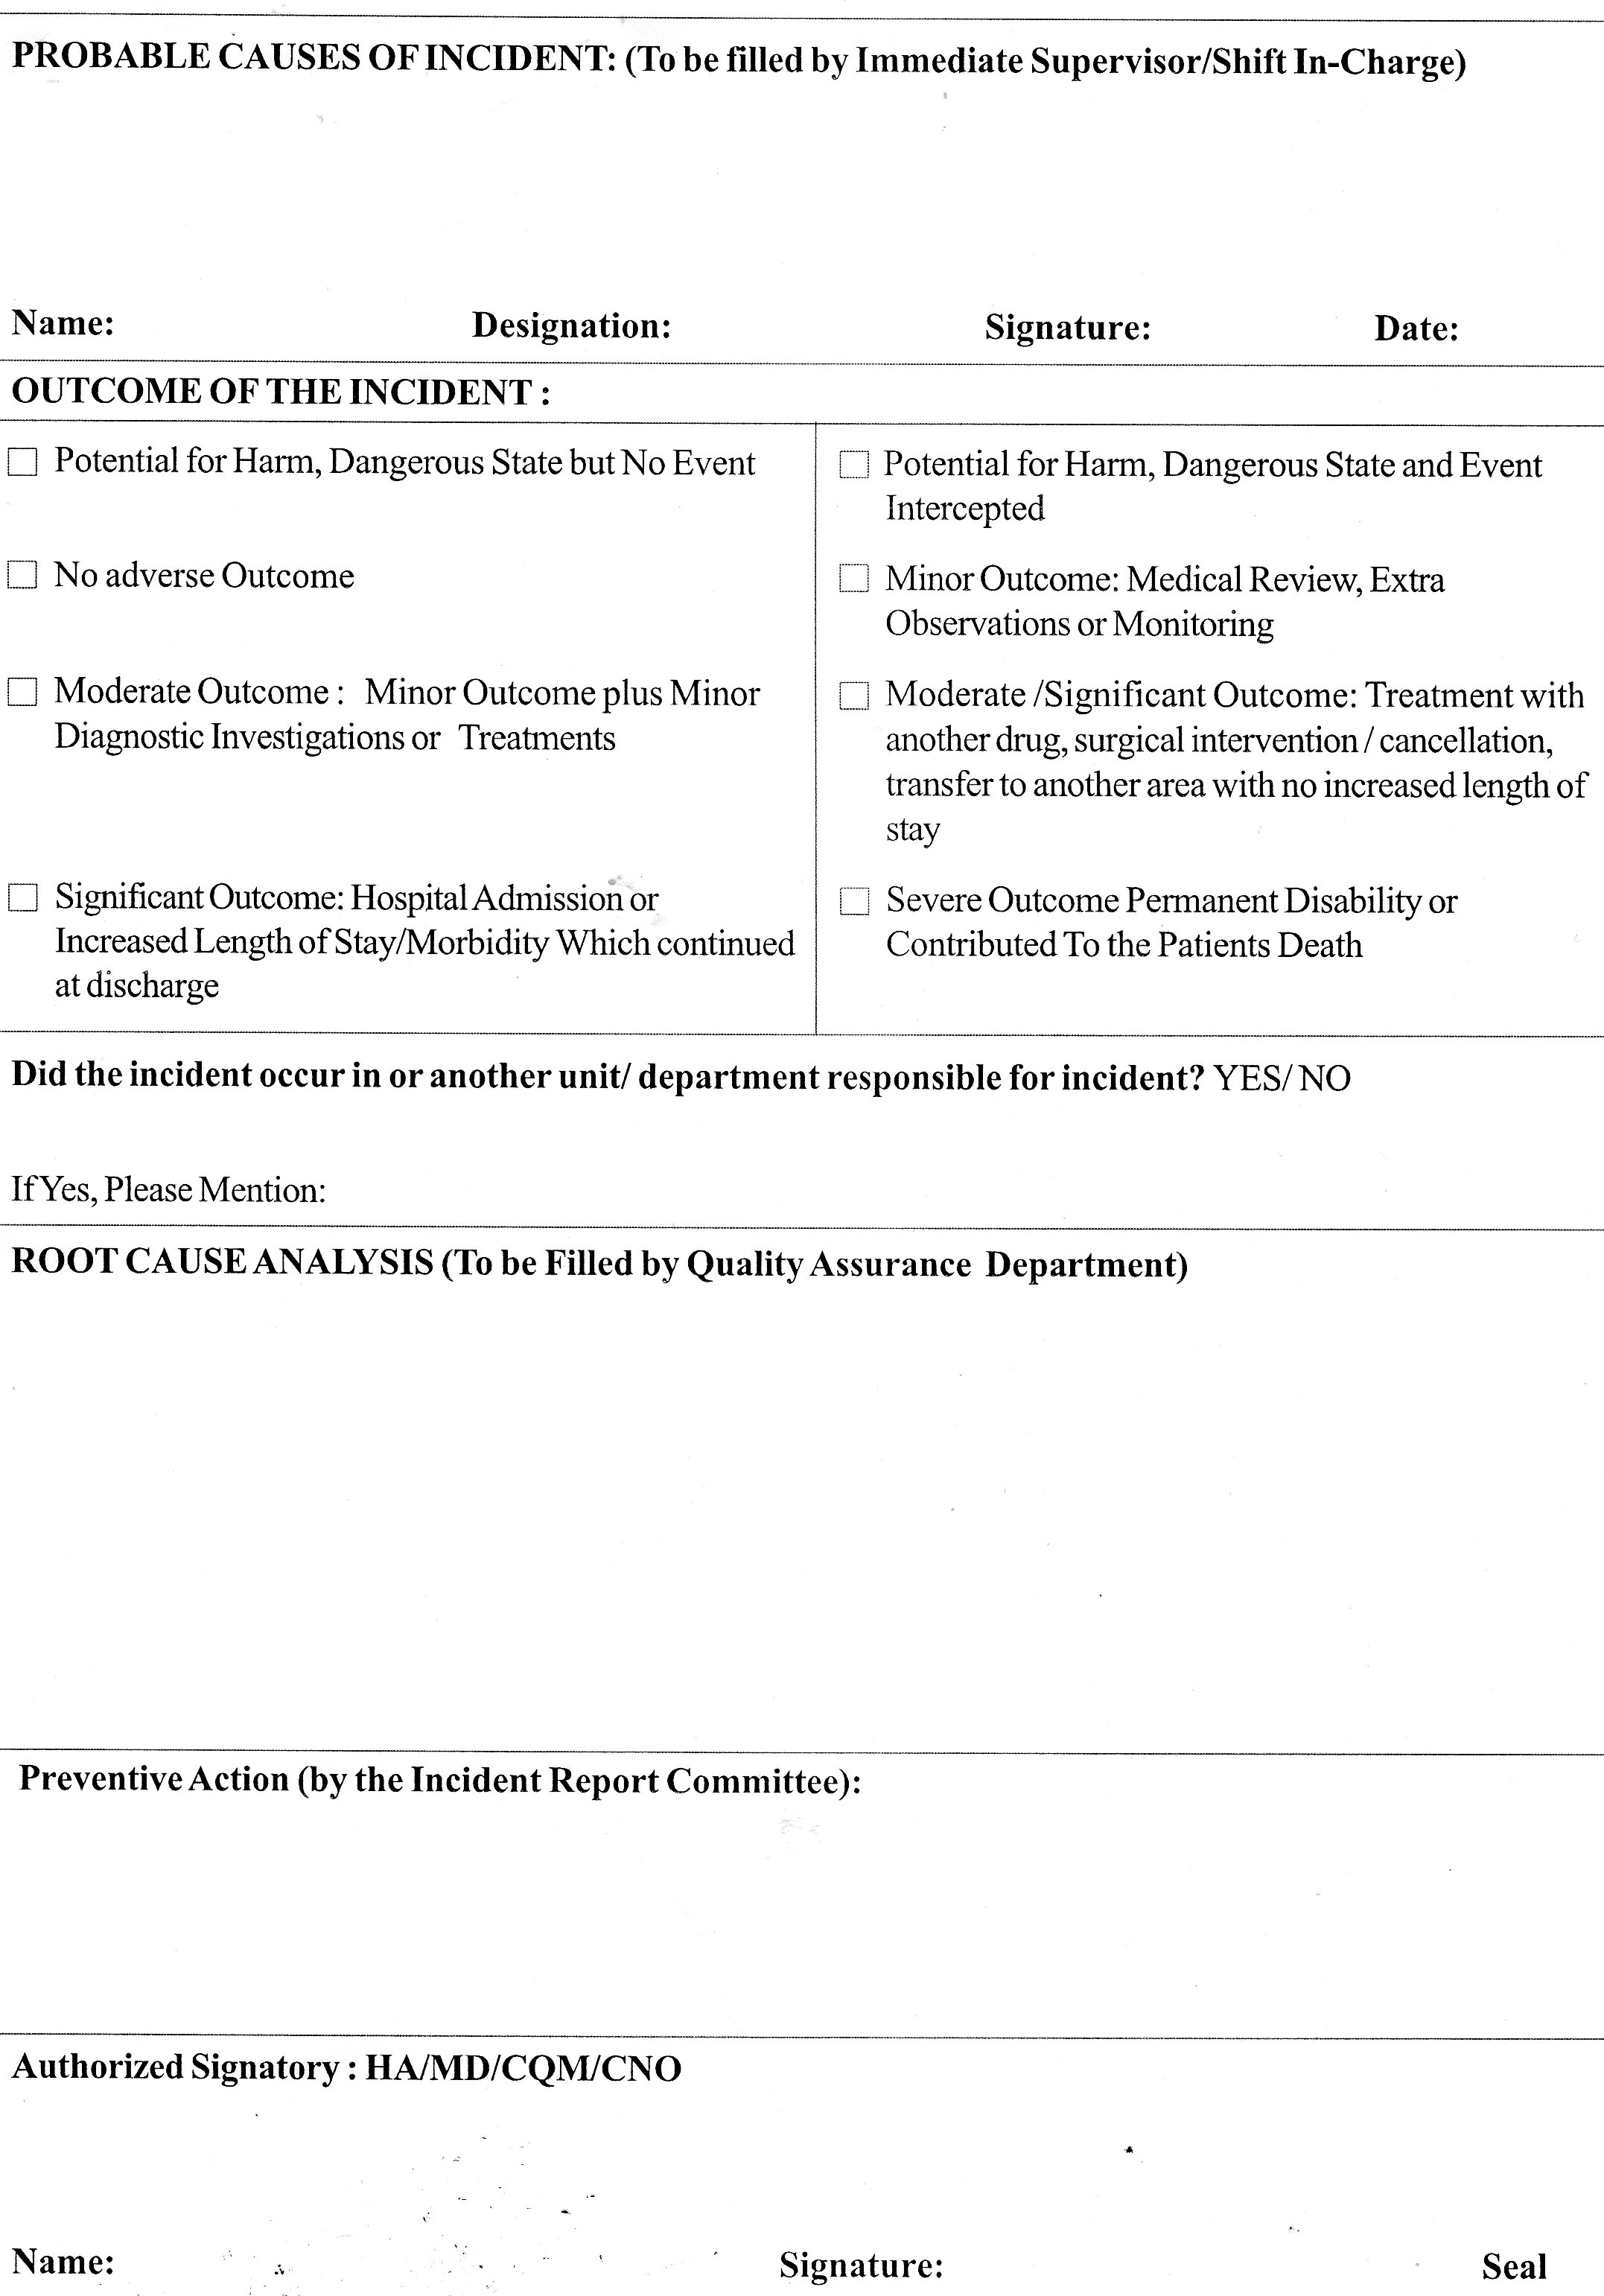 PROBABLE CAUSES OF INCIDENT: (To be filled by Immediate Supervisor/Shift In-Charge)
Name: Designation: Signature: Date:
OUTCOME OF THE INCIDENT :
☐ Potential for Harm, Dangerous State but No Event
☐ Potential for Harm, Dangerous State and Event
Intercepted
☐ No adverse Outcome
☐ Minor Outcome: Medical Review, Extra
Observations or Monitoring
☐ Moderate Outcome : Minor Outcome plus Minor
Diagnostic Investigations or Treatments
☐ Moderate /Significant Outcome: Treatment with
another drug, surgical intervention / cancellation,
transfer to another area with no increased length of
stay
☐ Significant Outcome: Hospital Admission or
Increased Length of Stay/Morbidity Which continued
at discharge
☐ Severe Outcome Permanent Disability or
Contributed To the Patients Death
Did the incident occur in or another unit/ department responsible for incident? YES/ NO
If Yes, Please Mention:
ROOT CAUSE ANALYSIS (To be Filled by Quality Assurance Department)
Preventive Action (by the Incident Report Committee):
Authorized Signatory : HA/MD/CQM/CNO
Name: Signature: Seal